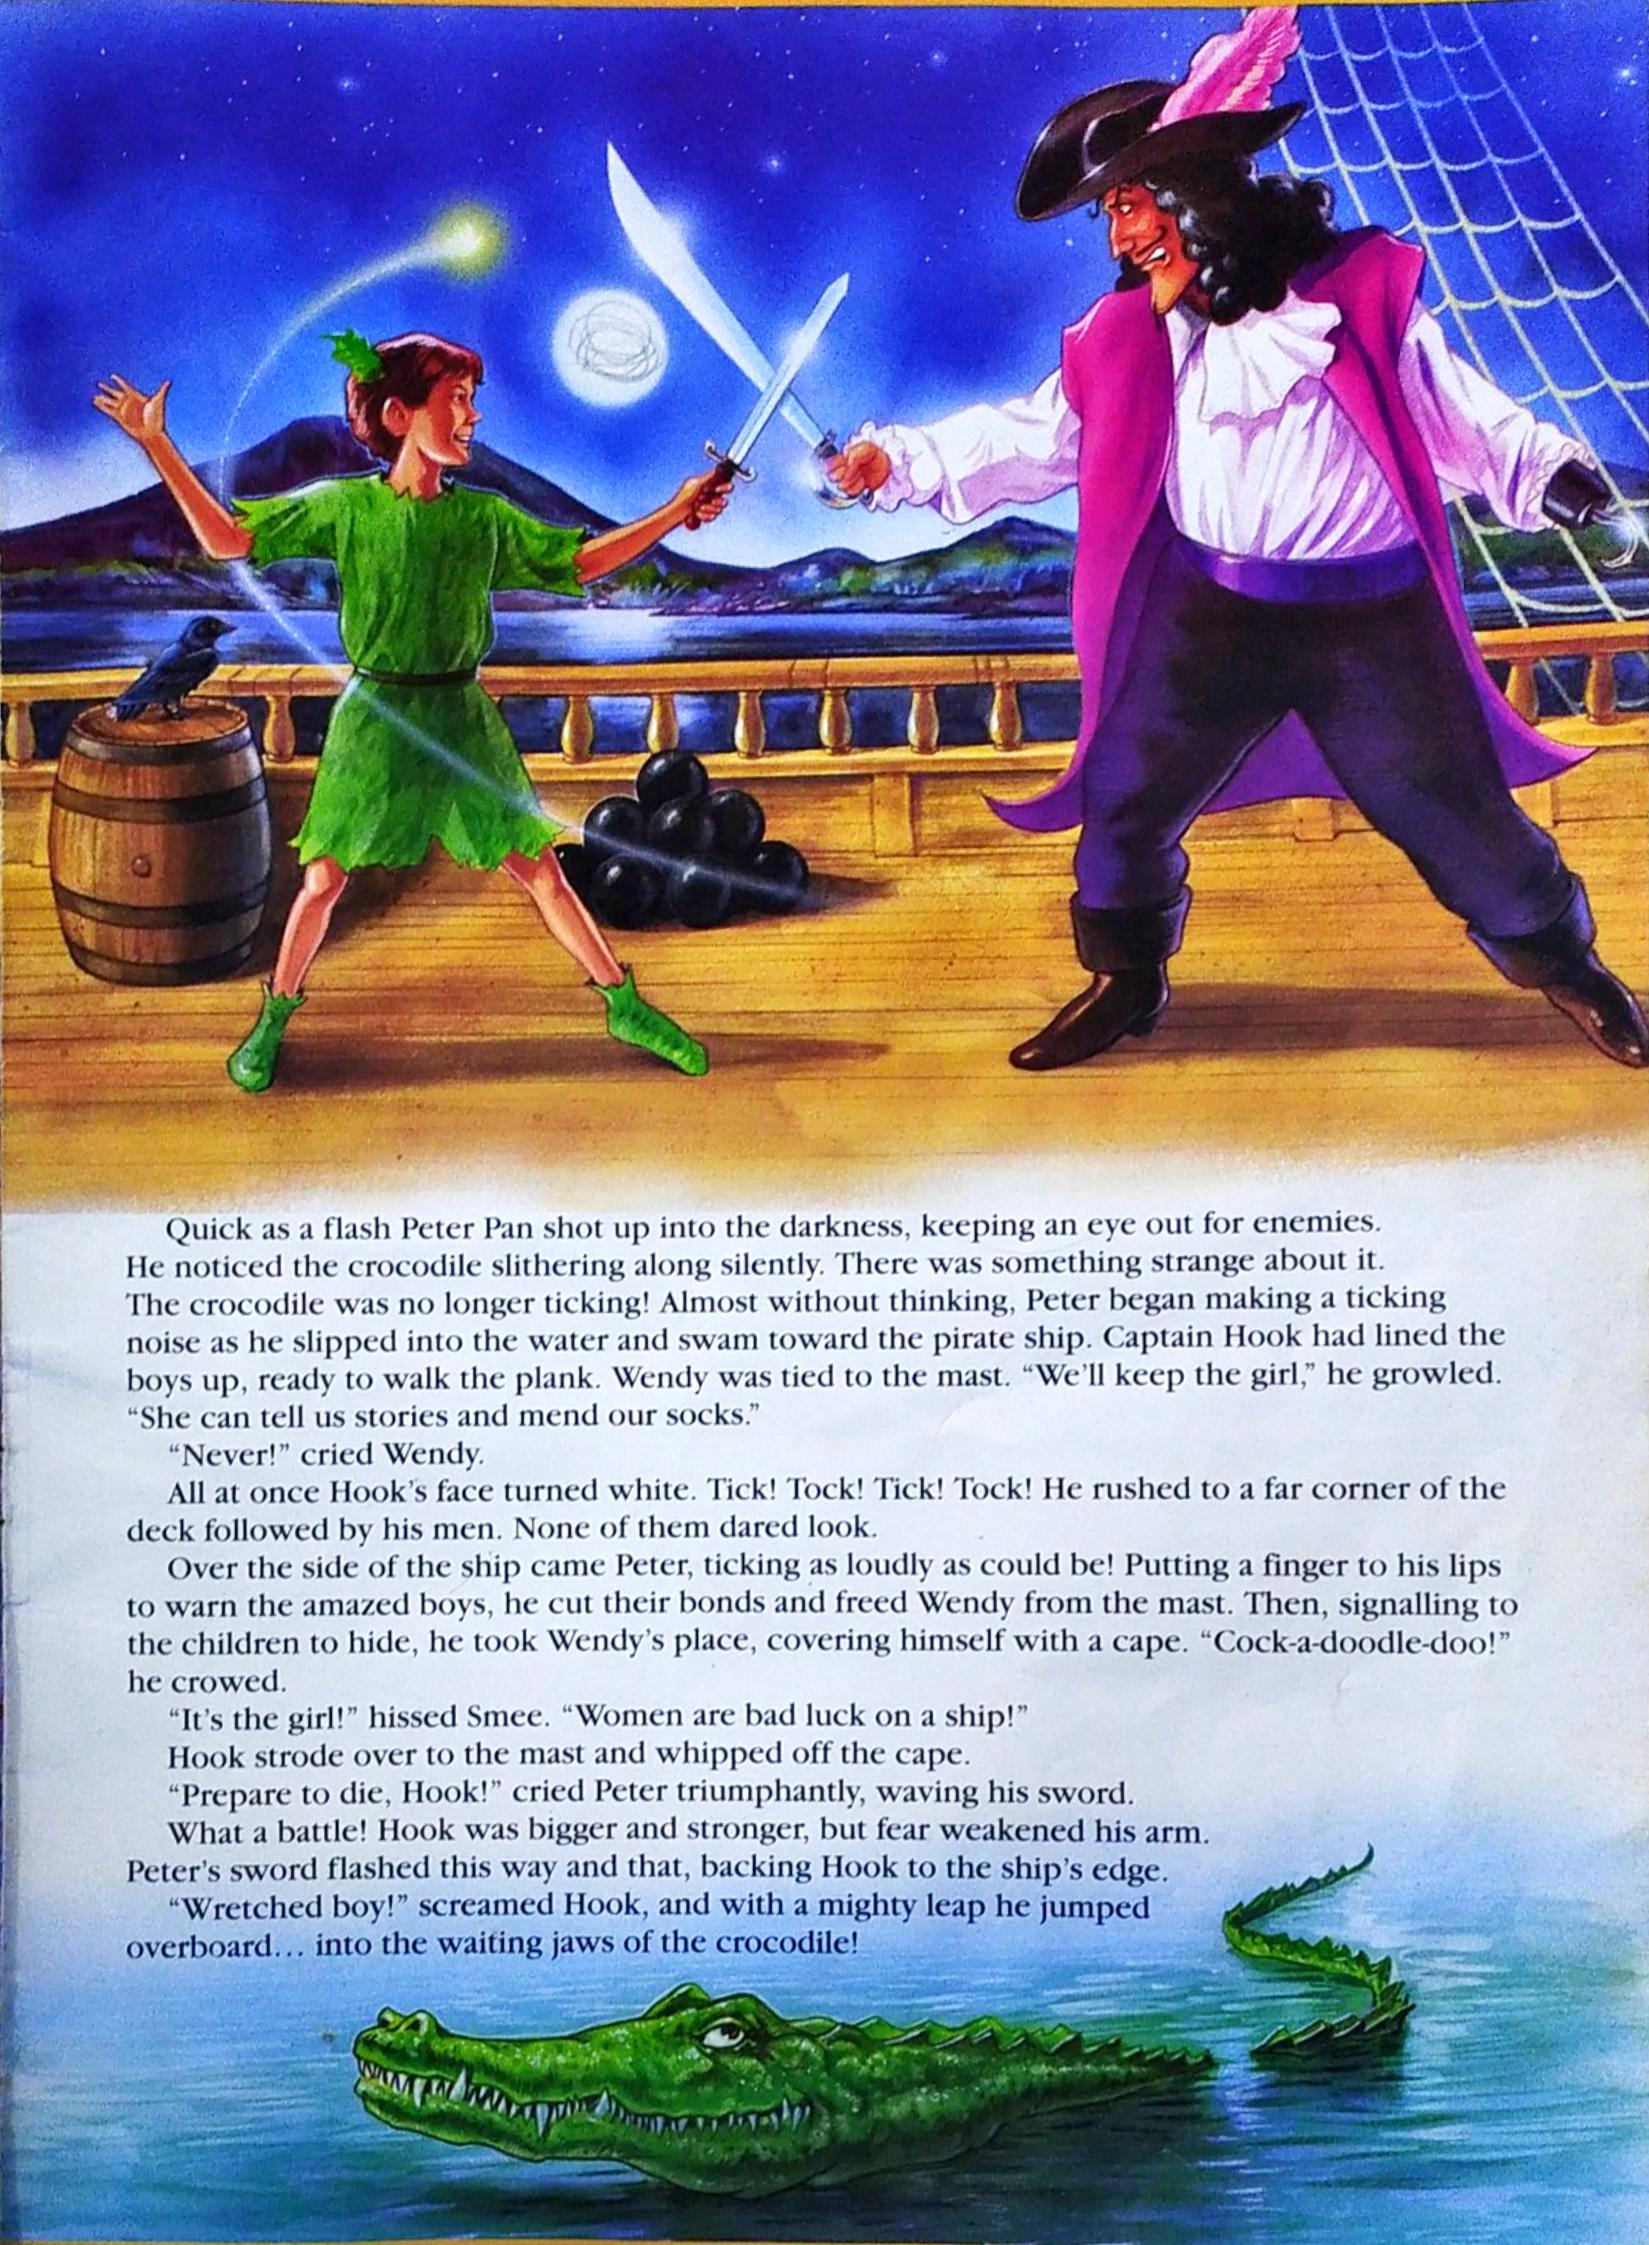 Quick as a flash Peter Pan shot up into the darkness, keeping an eye out for enemies.
He noticed the crocodile slithering along silently. There was something strange about it.
The crocodile was no longer ticking! Almost without thinking, Peter began making a ticking
noise as he slipped into the water and swam toward the pirate ship. Captain Hook had lined the
boys up, ready to walk the plank. Wendy was tied to the mast. “We’ll keep the girl,” he growled.
“She can tell us stories and mend our socks.”
“Never!” cried Wendy.
All at once Hook’s face turned white. Tick! Tock! Tick! Tock! He rushed to a far corner of the
deck followed by his men. None of them dared look.
Over the side of the ship came Peter, ticking as loudly as could be! Putting a finger to his lips
to warn the amazed boys, he cut their bonds and freed Wendy from the mast. Then, signalling to
the children to hide, he took Wendy’s place, covering himself with a cape. “Cock-a-doodle-doo!”
he crowed.
“It’s the girl!” hissed Smee. “Women are bad luck on a ship!”
Hook strode over to the mast and whipped off the cape.
“Prepare to die, Hook!” cried Peter triumphantly, waving his sword.
What a battle! Hook was bigger and stronger, but fear weakened his arm.
Peter’s sword flashed this way and that, backing Hook to the ship’s edge.
“Wretched boy!” screamed Hook, and with a mighty leap he jumped
overboard… into the waiting jaws of the crocodile!